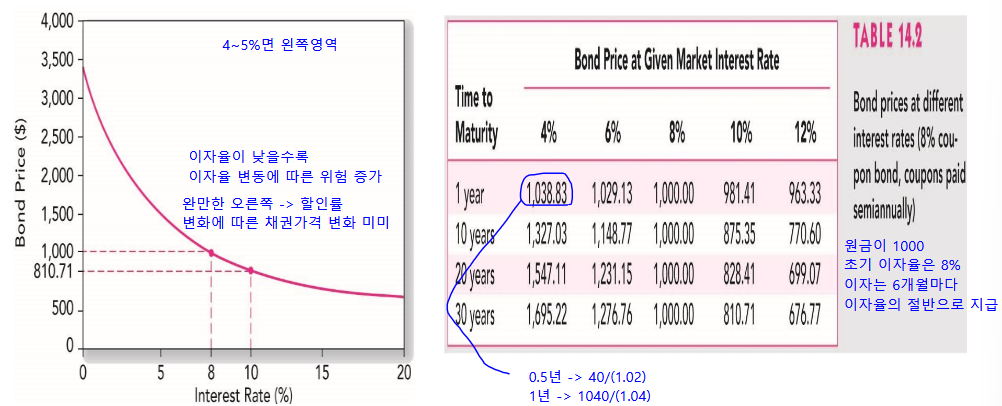 4,000
3,500
3,000
2,500
2,000
1,500
1,000
810.71
500
0
Bond Price ($)
0 5 8 10 15 20
Interest Rate (%)
4~5%면 왼쪽영역
이자율이 낮을수록
이자율 변동에 따른 위험 증가
완만한 오른쪽 -> 할인률
변화에 따른 채권가격 변화 미미
Bond Price at Given Market Interest Rate
Time to
Maturity 4% 6% 8% 10% 12%
1 year 1,038.83 1,029.13 1,000.00 981.41 963.33
10 years 1,327.03 1,148.77 1,000.00 875.35 770.60
20 years 1,547.11 1,231.15 1,000.00 828.41 699.07
30 years 1,695.22 1,276.76 1,000.00 810.71 676.77
0.5년 -> 40/(1.02)
1년 -> 1040/(1.04)
TABLE 14.2
Bond prices at different
interest rates (8% cou-
pon bond, coupons paid
semiannually)
원금이 1000
초기 이자율은 8%
이자는 6개월마다
이자율의 절반으로 지급